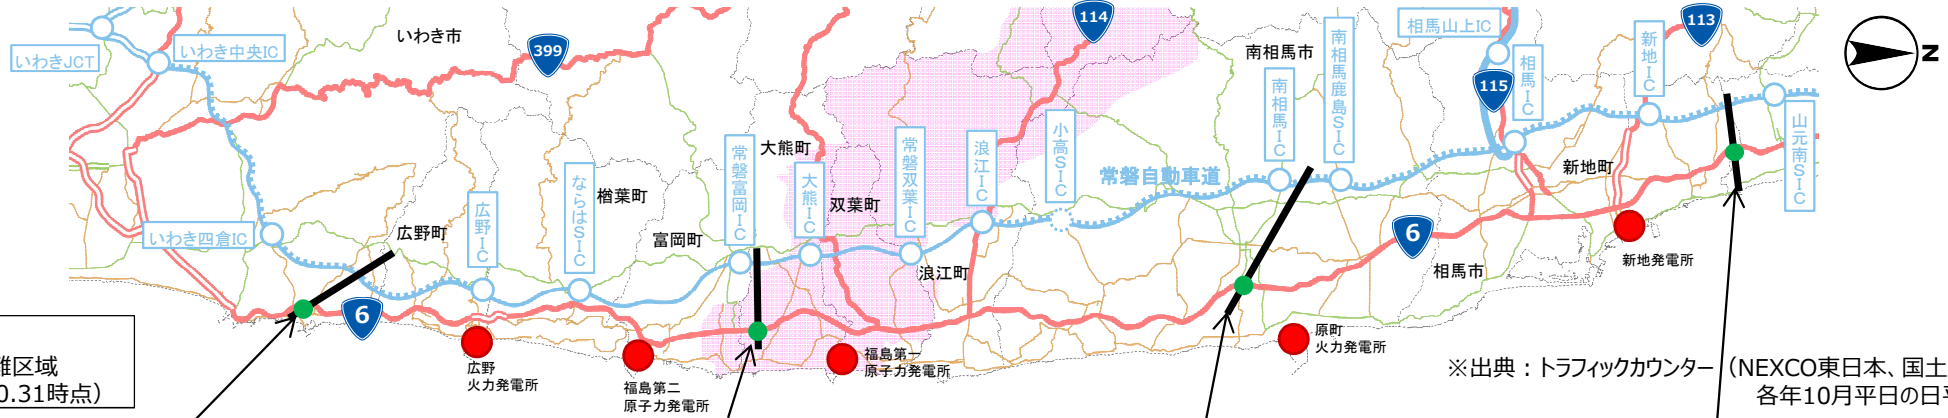 いわきJCT
いわき中央IC
いわき市
399
114
南相馬市
南相馬IC
南相馬鹿島SIC
相馬山上IC
115
相馬IC
新地IC
113
N
大熊町
常磐富岡IC
大熊IC
双葉町
常磐双葉IC
浪江IC
小高SIC
常磐自動車道
新地町
山元南SIC
いわき四倉IC
広野町
広野IC
ならはSIC
楢葉町
富岡町
浪江町
6
相馬市
新地発電所
6
広野
火力発電所
福島第二
原子力発電所
福島第一
原子力発電所
原町
火力発電所
難区域
0.31時点）
※出典：トラフィックカウンター（NEXCO東日本、国土
各年10月平日の日平